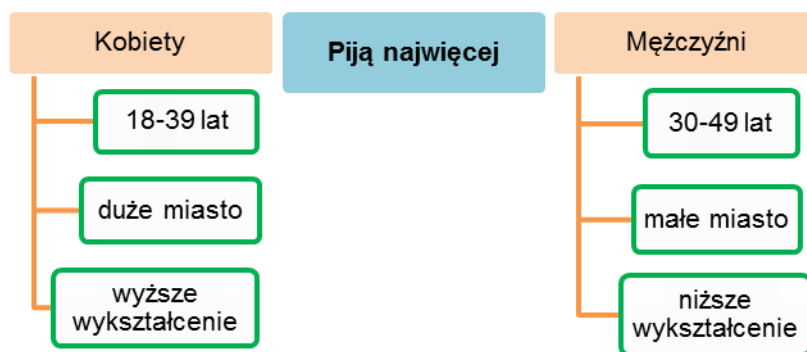 Kobiety
Piją najwięcej
Mężczyźni
18-39 lat
30-49 lat
duże miasto
małe miasto
wyższe
wykształcenie
niższe
wykształcenie